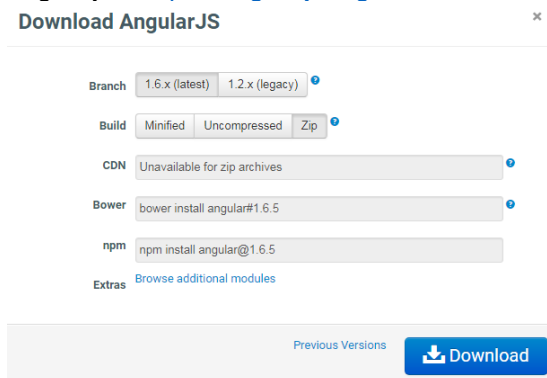 Download AngularJS
×
Branch 1.6.x (latest) 1.2.x (legacy) ?
Build Minified Uncompressed Zip ?
CDN Unavailable for zip archives ?
Bower bower install angular#1.6.5 ?
npm npm install angular@1.6.5
Extras Browse additional modules
Previous Versions Download